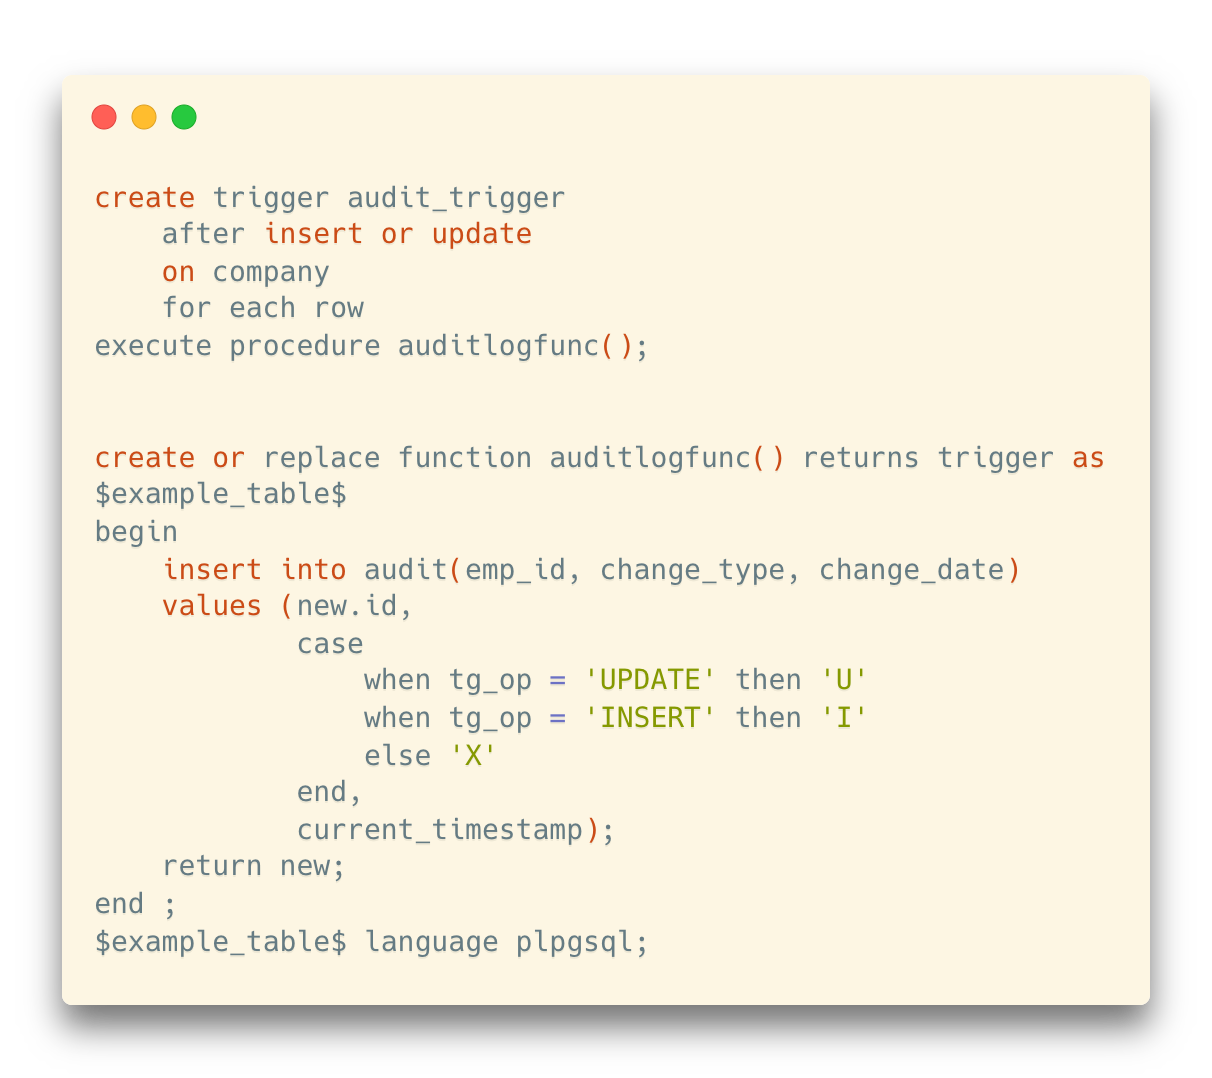 create trigger audit_trigger
    after insert or update
    on company
    for each row
execute procedure auditlogfunc();


create or replace function auditlogfunc() returns trigger as
$example_table$
begin
    insert into audit(emp_id, change_type, change_date)
    values (new.id,
            case
                when tg_op = 'UPDATE' then 'U'
                when tg_op = 'INSERT' then 'I'
                else 'X'
            end,
            current_timestamp);
    return new;
end ;
$example_table$ language plpgsql;